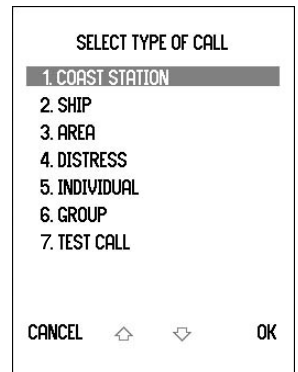 SELECT TYPE OF CALL
1. COAST STATION
2. SHIP
3. AREA
4. DISTRESS
5. INDIVIDUAL
6. GROUP
7. TEST CALL
CANCEL OK